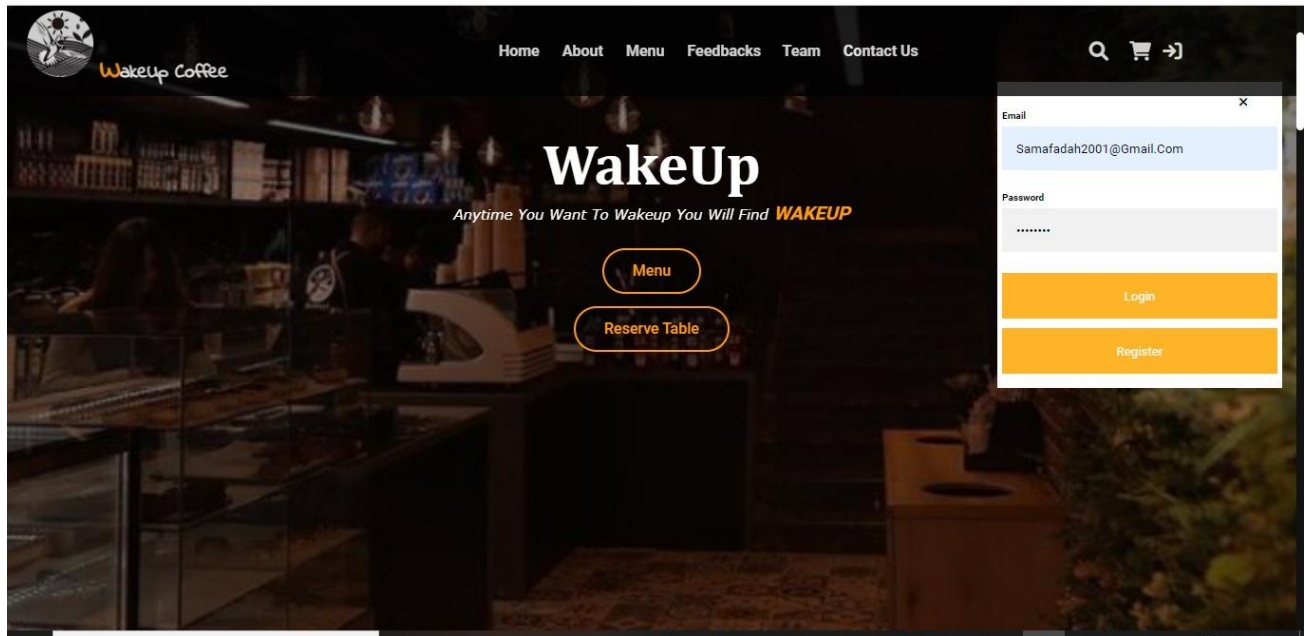 WakeUp Coffee
Home About Menu Feedbacks Team Contact Us
WakeUp
Anytime You Want To Wakeup You Will Find WAKEUP
Menu
Reserve Table
×
Email
Samafadah2001@Gmail.Com
Password
••••••••
Login
Register